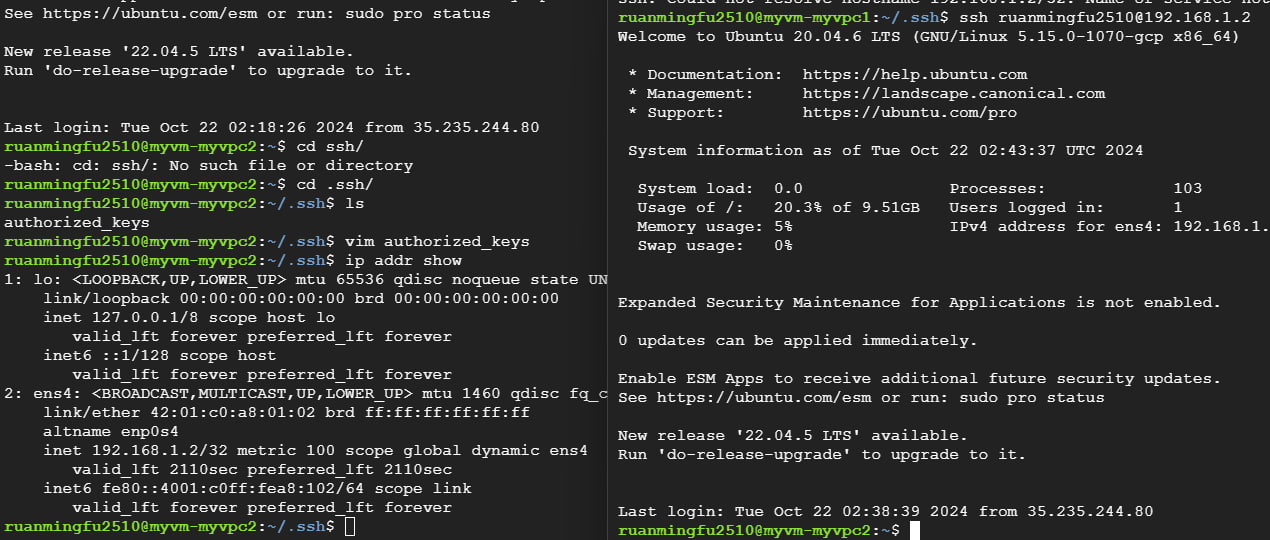 See https://ubuntu.com/esm or run: sudo pro status
New release '22.04.5 LTS' available.
Run 'do-release-upgrade' to upgrade to it.
Last login: Tue Oct 22 02:18:26 2024 from 35.235.244.80
ruanmingfu2510@myvm-myvpc2:~$ cd ssh/
-bash: cd: ssh/: No such file or directory
ruanmingfu2510@myvm-myvpc2:~$ cd .ssh/
ruanmingfu2510@myvm-myvpc2:~/.ssh$ ls
authorized_keys
ruanmingfu2510@myvm-myvpc2:~/.ssh$ vim authorized_keys
ruanmingfu2510@myvm-myvpc2:~/.ssh$ ip addr show
1: lo: <LOOPBACK,UP,LOWER_UP> mtu 65536 qdisc noqueue state UN
link/loopback 00:00:00:00:00:00 brd 00:00:00:00:00:00
inet 127.0.0.1/8 scope host lo
valid_lft forever preferred_lft forever
inet6 ::1/128 scope host
valid_lft forever preferred_lft forever
2: ens4: <BROADCAST,MULTICAST,UP,LOWER_UP> mtu 1460 qdisc fq_c
link/ether 42:01:c0:a8:01:02 brd ff:ff:ff:ff:ff:ff
altname enp0s4
inet 192.168.1.2/32 metric 100 scope global dynamic ens4
valid_lft 2110sec preferred_lft 2110sec
inet6 fe80::4001:c0ff:fea8:102/64 scope link
valid_lft forever preferred_lft forever
ruanmingfu2510@myvm-myvpc2:~/.ssh$
ruanmingfu2510@myvm-myvpc1:~/.ssh$ ssh ruanmingfu2510@192.168.1.2
Welcome to Ubuntu 20.04.6 LTS (GNU/Linux 5.15.0-1070-gcp x86_64)
* Documentation: https://help.ubuntu.com
* Management: https://landscape.canonical.com
* Support: https://ubuntu.com/pro
System information as of Tue Oct 22 02:43:37 UTC 2024
System load: 0.0 Processes: 103
Usage of /: 20.3% of 9.51GB Users logged in: 1
Memory usage: 5% IPv4 address for ens4: 192.168.1.
Swap usage: 0%
Expanded Security Maintenance for Applications is not enabled.
0 updates can be applied immediately.
Enable ESM Apps to receive additional future security updates.
See https://ubuntu.com/esm or run: sudo pro status
New release '22.04.5 LTS' available.
Run 'do-release-upgrade' to upgrade to it.
Last login: Tue Oct 22 02:38:39 2024 from 35.235.244.80
ruanmingfu2510@myvm-myvpc2:~$